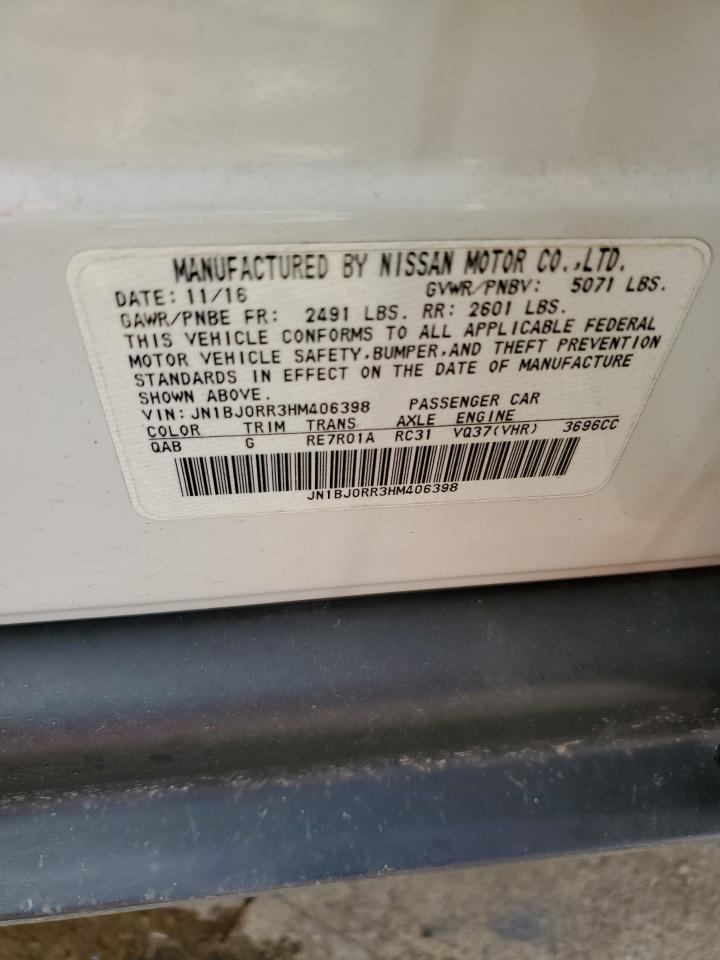 MANUFACTURED BY NISSAN MOTOR CO.,LTD.
DATE: 11/16 GVWR/PNBV: 5071 LBS.
GAWR/PNBE FR: 2491 LBS. RR: 2601 LBS.
THIS VEHICLE CONFORMS TO ALL APPLICABLE FEDERAL
MOTOR VEHICLE SAFETY,BUMPER,AND THEFT PREVENTION
STANDARDS IN EFFECT ON THE DATE OF MANUFACTURE
SHOWN ABOVE.
VIN: JN1BJ0RR3HM406398 PASSENGER CAR
COLOR TRIM TRANS AXLE ENGINE
QAB G RE7R01A RC31 VQ37(VHR) 3696CC
JN1BJ0RR3HM406398